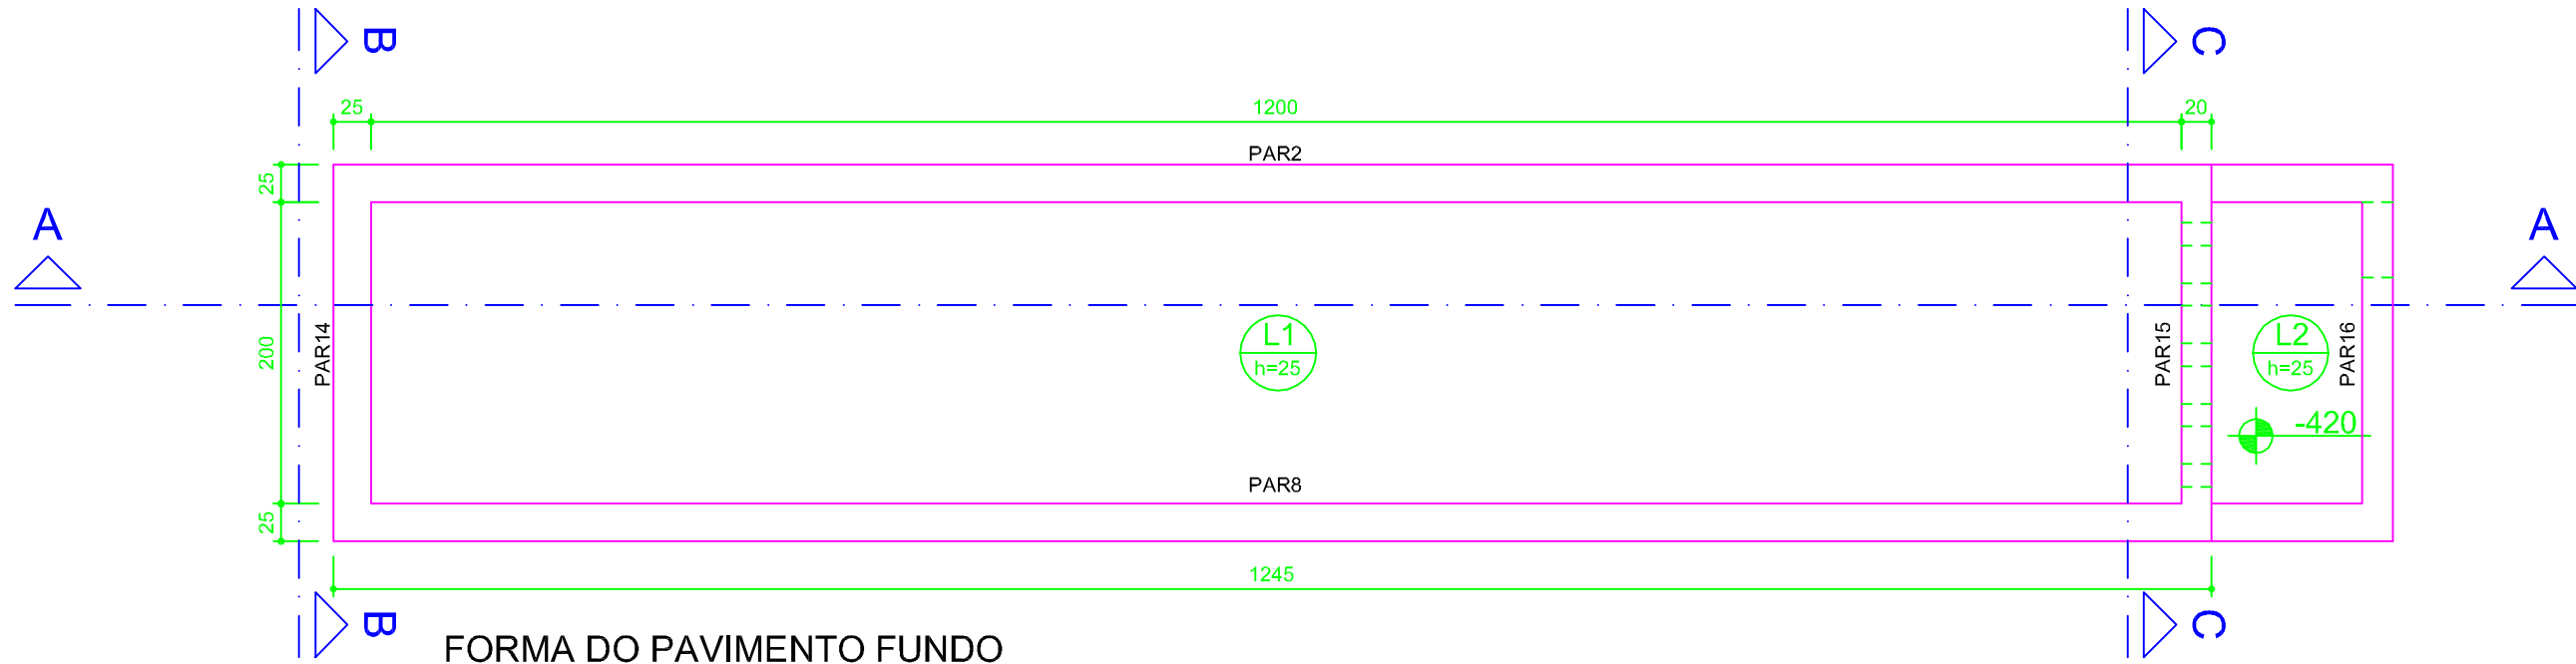 B
C
25
1200
20
PAR2
25
A
A
200
PAR14
L1
h=25
PAR15
L2
h=25
PAR16
-420
PAR8
25
1245
B
C
FORMA DO PAVIMENTO FUNDO